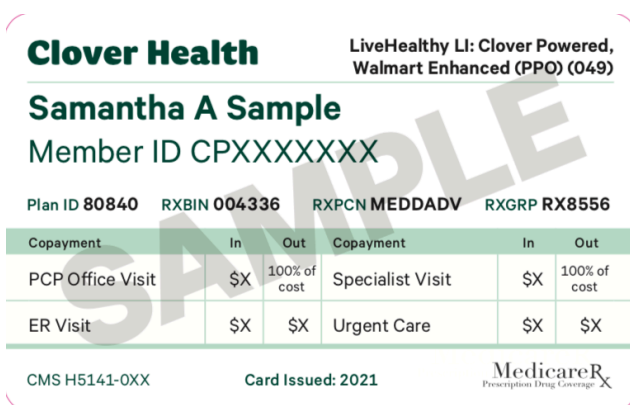 Clover Health
LiveHealthy LI: Clover Powered,
Walmart Enhanced (PPO) (049)
Samantha A Sample
Member ID CPXXXXXXX
Plan ID 80840 RXBIN 004336 RXPCN MEDDADV RXGRP RX8556
Copayment In Out Copayment In Out
PCP Office Visit $X 100% of cost Specialist Visit $X 100% of cost
ER Visit $X $X Urgent Care $X $X
CMS H5141-0XX Card Issued: 2021
MedicareRx
Prescription Drug Coverage
SAMPLE